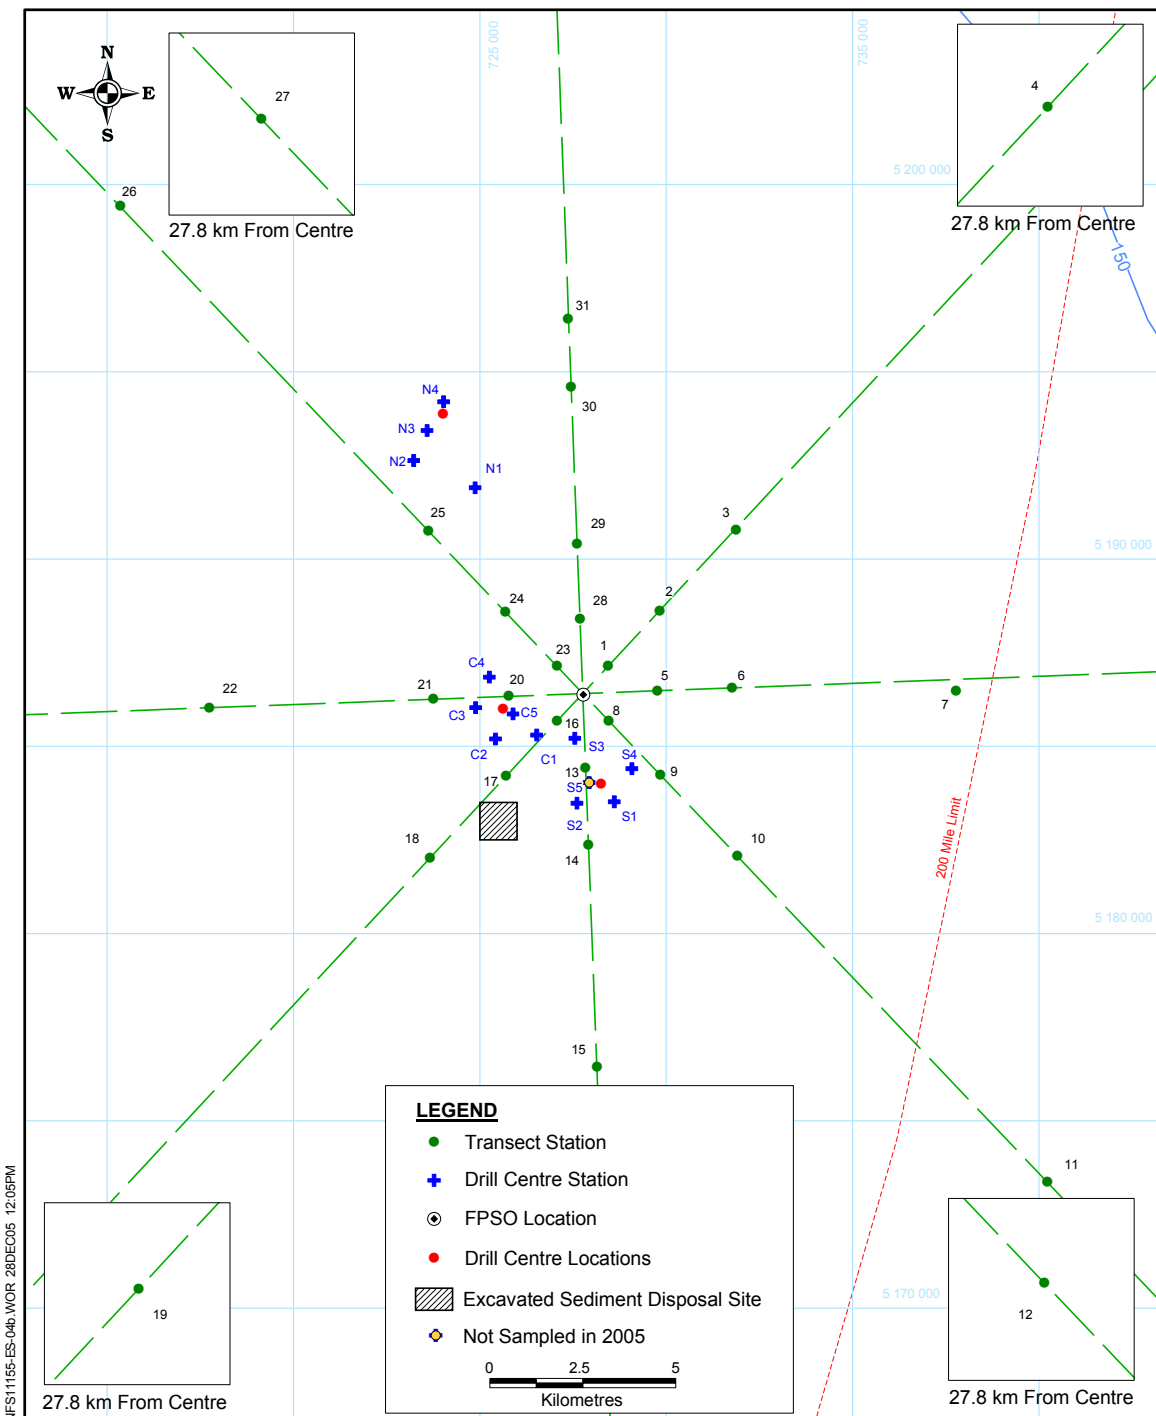 N
W E
S
27
27.8 km From Centre
725 000
735 000
4
27.8 km From Centre
5 200 000
150
26
31
30
N4
N3
N2
N1
25
29
3
5 190 000
24
28
2
23
1
C4
20
5
6
22
21
7
C3
C5
8
16
C2
C1
S3
S4
17
13
9
S5
S2
S1
18
14
10
200 Mile Limit
5 180 000
15
11
LEGEND
Transect Station
Drill Centre Station
FPSO Location
Drill Centre Locations
Excavated Sediment Disposal Site
Not Sampled in 2005
0 2.5 5
Kilometres
19
27.8 km From Centre
5 170 000
12
27.8 km From Centre
NFS11155-ES-04b.WOR 28DEC05 12:05PM